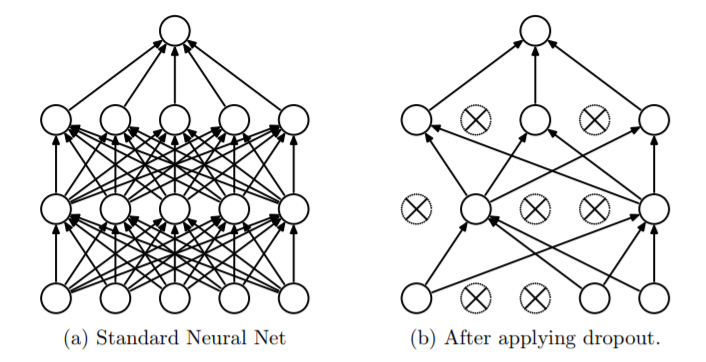 (a) Standard Neural Net
(b) After applying dropout.